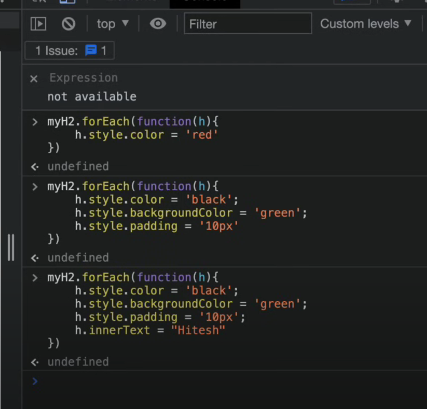 top ▼
Filter
Custom levels ▼
1 Issue: 1
Expression
not available
myH2.forEach(function(h){
h.style.color = 'red'
})
undefined
myH2.forEach(function(h){
h.style.color = 'black';
h.style.backgroundColor = 'green';
h.style.padding = '10px'
})
undefined
myH2.forEach(function(h){
h.style.color = 'black';
h.style.backgroundColor = 'green';
h.style.padding = '10px';
h.innerText = "Hitesh"
})
undefined